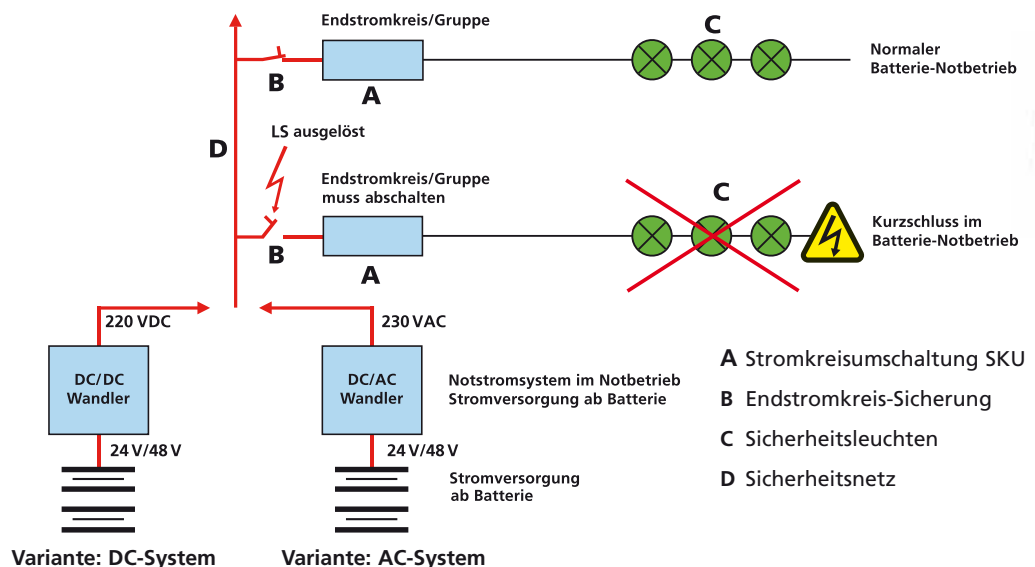 Endstromkreis/Gruppe
C
Normaler
Batterie-Notbetrieb
B
A
LS ausgelöst
D
Endstromkreis/Gruppe
muss abschalten
C
Kurzschluss im
Batterie-Notbetrieb
B
A
220 VDC
230 VAC
DC/DC
Wandler
DC/AC
Wandler
Notstromsystem im Notbetrieb
Stromversorgung ab Batterie
24 V/48 V
24 V/48 V
Stromversorgung
ab Batterie
A Stromkreisumschaltung SKU
B Endstromkreis-Sicherung
C Sicherheitsleuchten
D Sicherheitsnetz
Variante: DC-System
Variante: AC-System